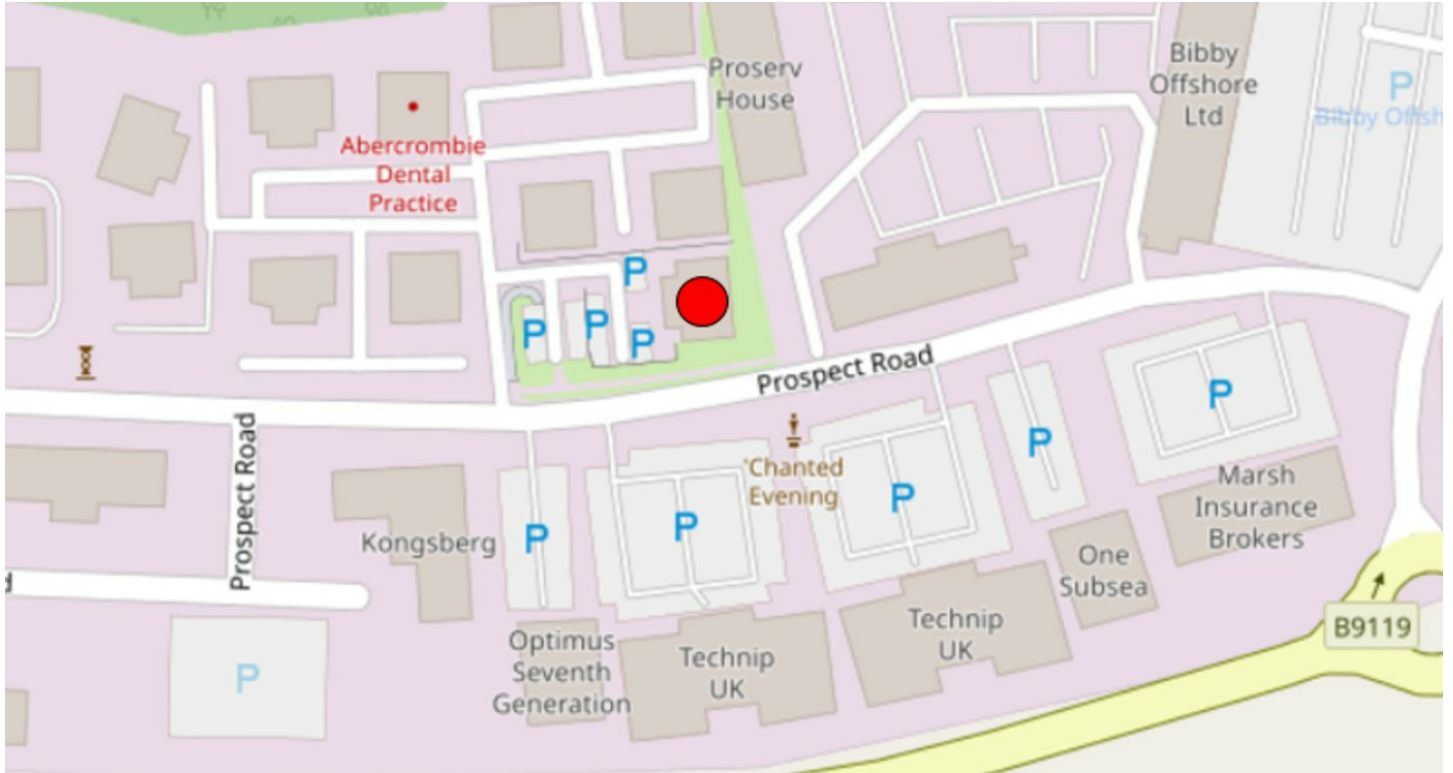 Proserv
House
Bibby
Offshore
Ltd
P
Bibby Offsh
Abercrombie
Dental
Practice
P
P
P
P
Prospect Road
P
Prospect Road
'Chanted
Evening
P
P
P
P
Kongsberg
Marsh
Insurance
Brokers
One
Subsea
d
B9119
Optimus
Seventh
Generation
Technip
UK
Technip
UK
P